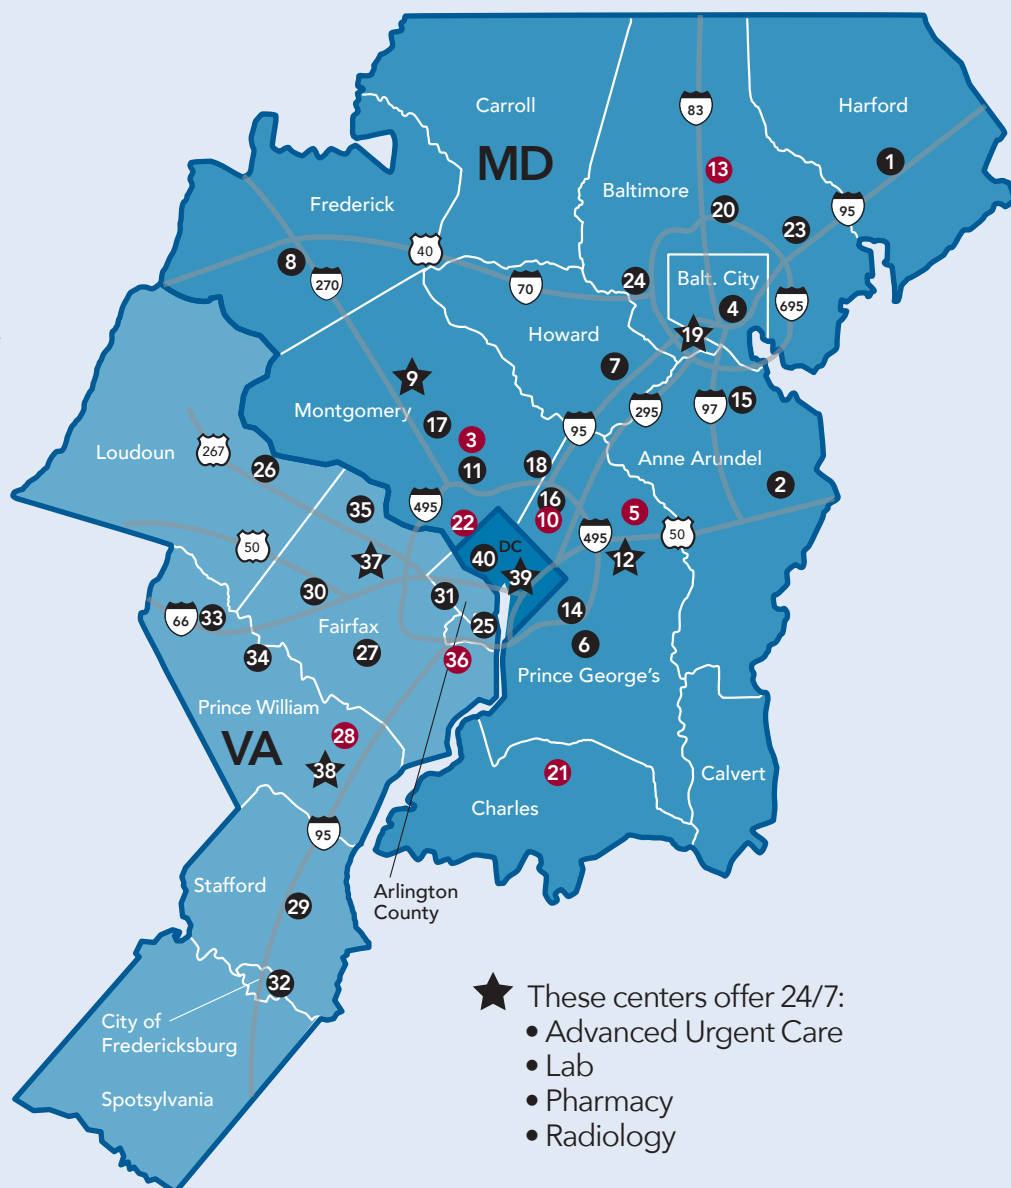 Carroll
83
Harford
MD
13
1
Baltimore
Frederick
20
95
23
40
8
270
70
24
Balt. City
4
695
19
Howard
7
9
Montgomery
17
95
295
97
15
3
Loudoun
267
26
11
18
Anne Arundel
2
35
495
16
5
22
10
50
DC
495
50
37
40
39
12
30
31
14
66
33
Fairfax
25
6
34
27
36
Prince George's
Prince William
28
VA
38
21
Calvert
Charles
95
Stafford
Arlington
County
29
32
City of
Fredericksburg
Spotsylvania
These centers offer 24/7:
• Advanced Urgent Care
• Lab
• Pharmacy
• Radiology